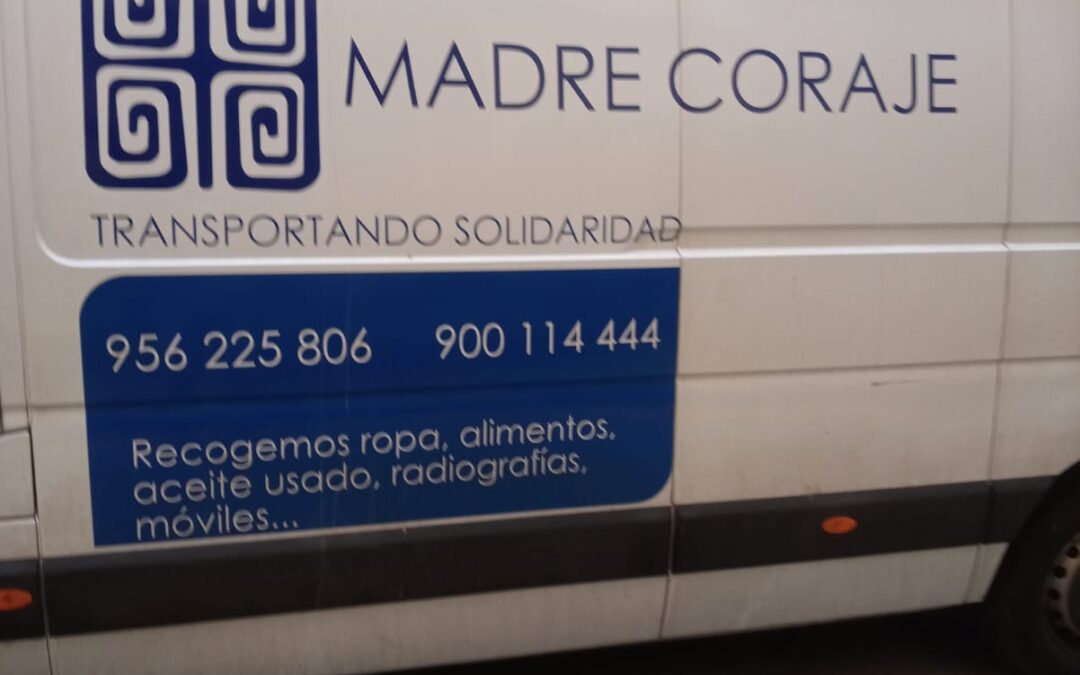 MADRE CORAJE
TRANSPORTANDO SOLIDARIDAD
956 225 806 900 114 444
Recogemos ropa, alimentos,
aceite usado, radiografías,
móviles...